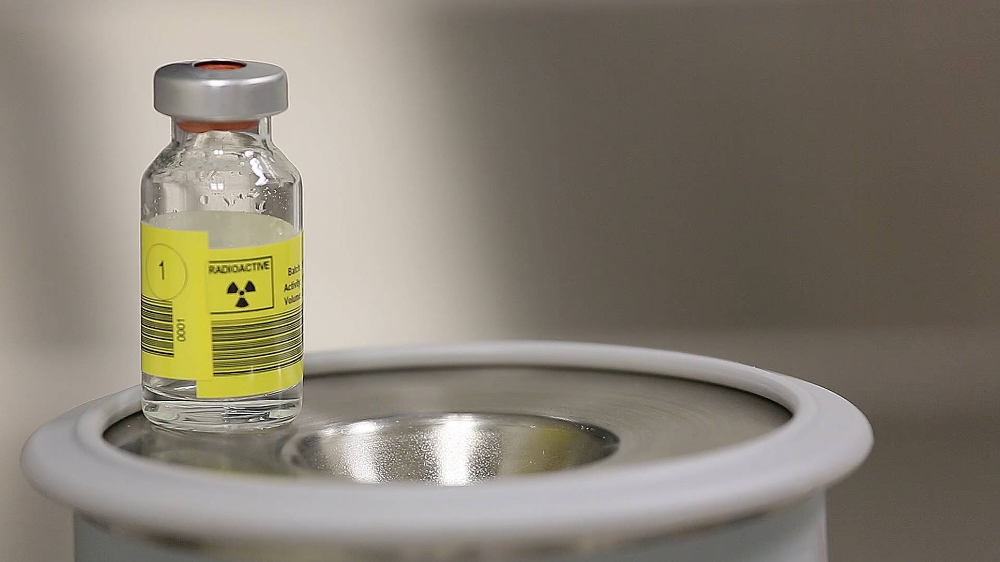 1
0001
RADIOACTIVE
Batch
Activity
Volume